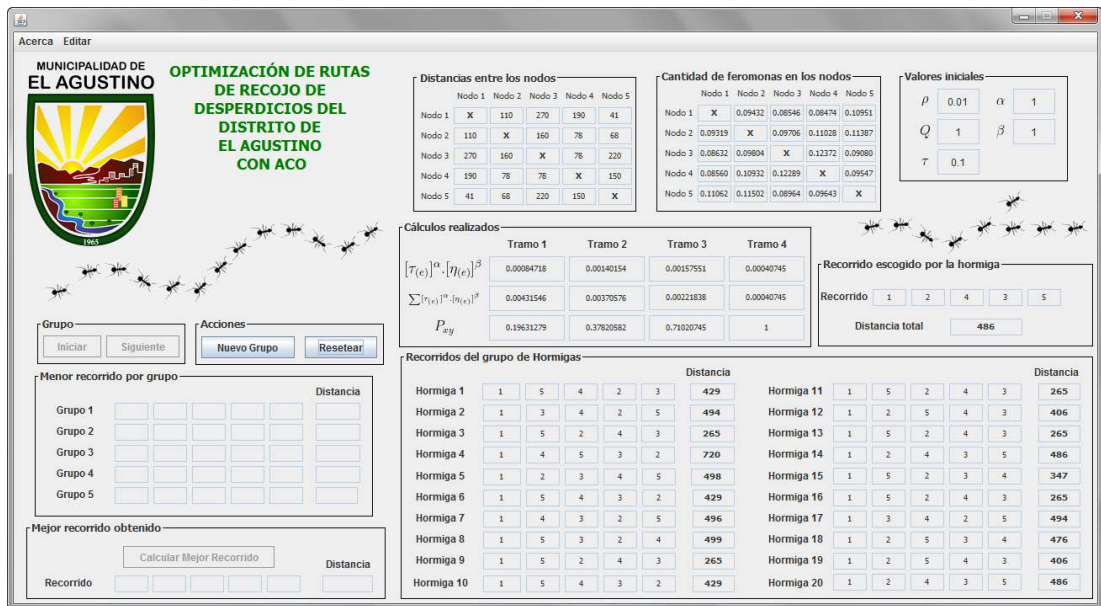 Acerca Editar
MUNICIPALIDAD DE
EL AGUSTINO
1965
OPTIMIZACIÓN DE RUTAS
DE RECOJO DE
DESPERDICIOS DEL
DISTRITO DE
EL AGUSTINO
CON ACO
Distancias entre los nodos
Nodo 1 Nodo 2 Nodo 3 Nodo 4 Nodo 5
Nodo 1 X 110 270 190 41
Nodo 2 110 X 160 78 68
Nodo 3 270 160 X 78 220
Nodo 4 190 78 78 X 150
Nodo 5 41 68 220 150 X
Cantidad de feromonas en los nodos
Nodo 1 Nodo 2 Nodo 3 Nodo 4 Nodo 5
Nodo 1 X 0.09432 0.08546 0.08474 0.10951
Nodo 2 0.09319 X 0.09706 0.11028 0.11387
Nodo 3 0.08632 0.09804 X 0.12372 0.09080
Nodo 4 0.08560 0.10932 0.12289 X 0.09547
Nodo 5 0.11062 0.11502 0.08964 0.09643 X
Valores iniciales
ρ 0.01 α 1
Q 1 β 1
τ 0.1
Cálculos realizados
Tramo 1 Tramo 2 Tramo 3 Tramo 4
[τ(e)]^α.[η(e)]^β 0.00084718 0.00140154 0.00157551 0.00040745
∑[τ(e)]^α.[η(e)]^β 0.00431546 0.00370576 0.00221838 0.00040745
Pxy 0.19631279 0.37820582 0.71020745 1
Recorrido escogido por la hormiga
Recorrido 1 2 4 3 5
Distancia total 486
Grupo
Iniciar Siguiente
Acciones
Nuevo Grupo Resetear
Menor recorrido por grupo
Distancia
Grupo 1
Grupo 2
Grupo 3
Grupo 4
Grupo 5
Mejor recorrido obtenido
Calcular Mejor Recorrido Distancia
Recorrido
Recorridos del grupo de Hormigas
Distancia
Hormiga 1 1 5 4 2 3 429
Hormiga 2 1 3 4 2 5 494
Hormiga 3 1 5 2 4 3 265
Hormiga 4 1 4 5 3 2 720
Hormiga 5 1 2 3 4 5 498
Hormiga 6 1 5 4 3 2 429
Hormiga 7 1 4 3 2 5 496
Hormiga 8 1 5 3 2 4 499
Hormiga 9 1 5 2 4 3 265
Hormiga 10 1 5 4 3 2 429
Distancia
Hormiga 11 1 5 2 4 3 265
Hormiga 12 1 2 5 4 3 406
Hormiga 13 1 5 2 4 3 265
Hormiga 14 1 2 4 3 5 486
Hormiga 15 1 5 2 3 4 347
Hormiga 16 1 5 2 4 3 265
Hormiga 17 1 3 4 2 5 494
Hormiga 18 1 2 5 3 4 476
Hormiga 19 1 2 5 4 3 406
Hormiga 20 1 2 4 3 5 486